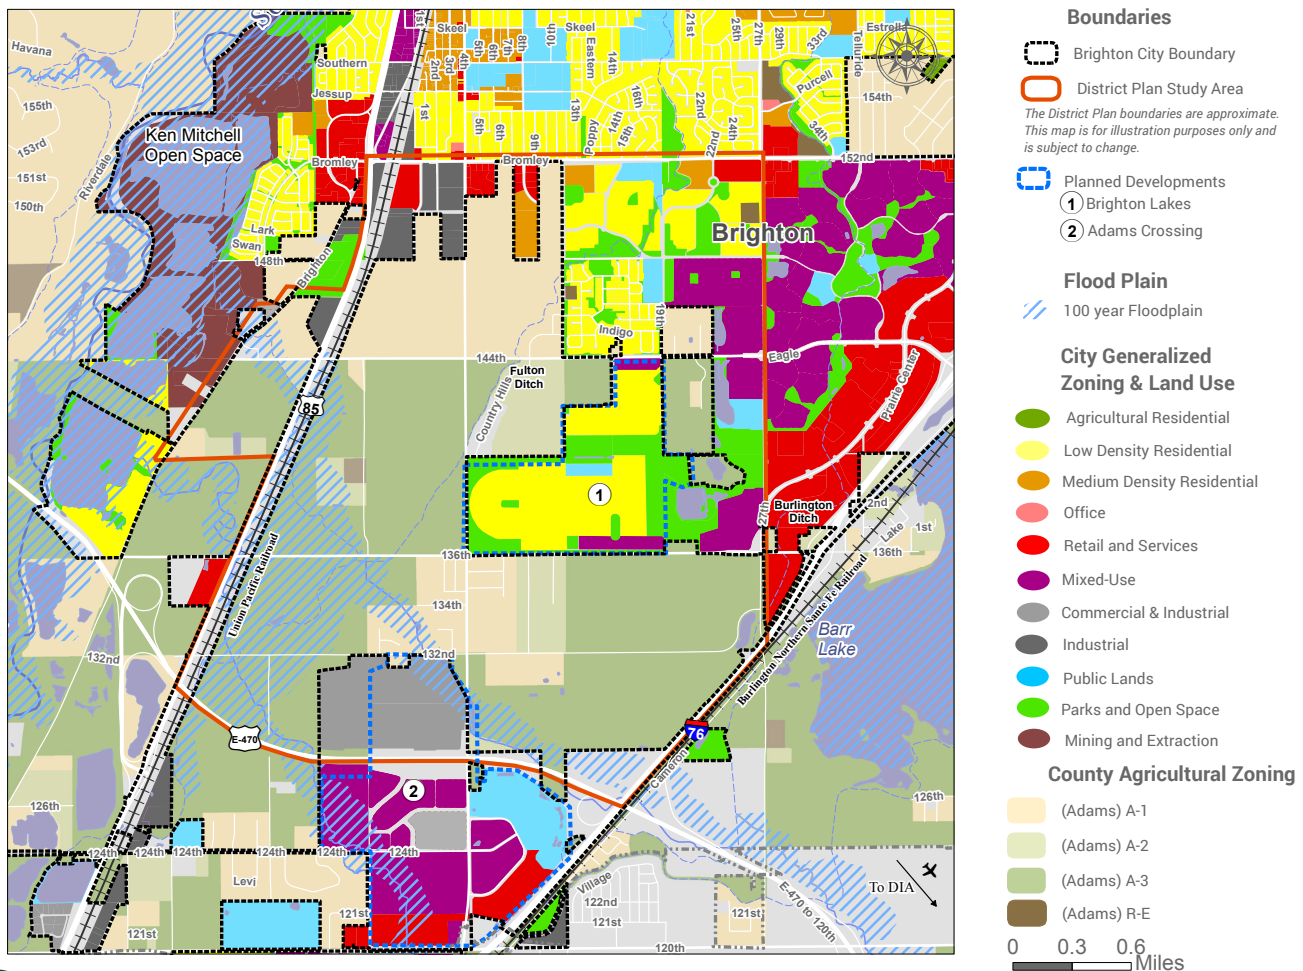 Skeel
Skeel
Estrella
1st
2nd
3rd
4th
5th
6th
7th
8th
10th
Eastern
14th
21st
25th
27th
29th
33rd
Telluride
Havana
Southern
Jessup
155th
153rd
151st
150th
Riverdale
Ken Mitchell
Open Space
1st
5th
6th
9th
13th
Poppy
14th
15th
16th
22nd
22nd
24th
Purcell
34th
154th
Bromley
Bromley
152nd
Lark
Swan
148th
Brighton
Brighton
19th
Indigo
Eagle
144th
Fulton
Ditch
Country Hills
85
Prairie Center
1
Burlington
Ditch
27th
2nd
Lake
1st
136th
136th
Union Pacific Railroad
134th
132nd
132nd
Barr
Lake
Burlington Northern Sante Fe Railroad
E-470
76
Cameron
2
126th
126th
124th
124th
124th
124th
124th
124th
Levi
Village
122nd
121st
121st
121st
121st
120th
E-470 to 120th
To DIA
Boundaries
Brighton City Boundary
District Plan Study Area
The District Plan boundaries are approximate.
This map is for illustration purposes only and
is subject to change.
Planned Developments
1 Brighton Lakes
2 Adams Crossing
Flood Plain
100 year Floodplain
City Generalized
Zoning & Land Use
Agricultural Residential
Low Density Residential
Medium Density Residential
Office
Retail and Services
Mixed-Use
Commercial & Industrial
Industrial
Public Lands
Parks and Open Space
Mining and Extraction
County Agricultural Zoning
(Adams) A-1
(Adams) A-2
(Adams) A-3
(Adams) R-E
0 0.3 0.6
Miles